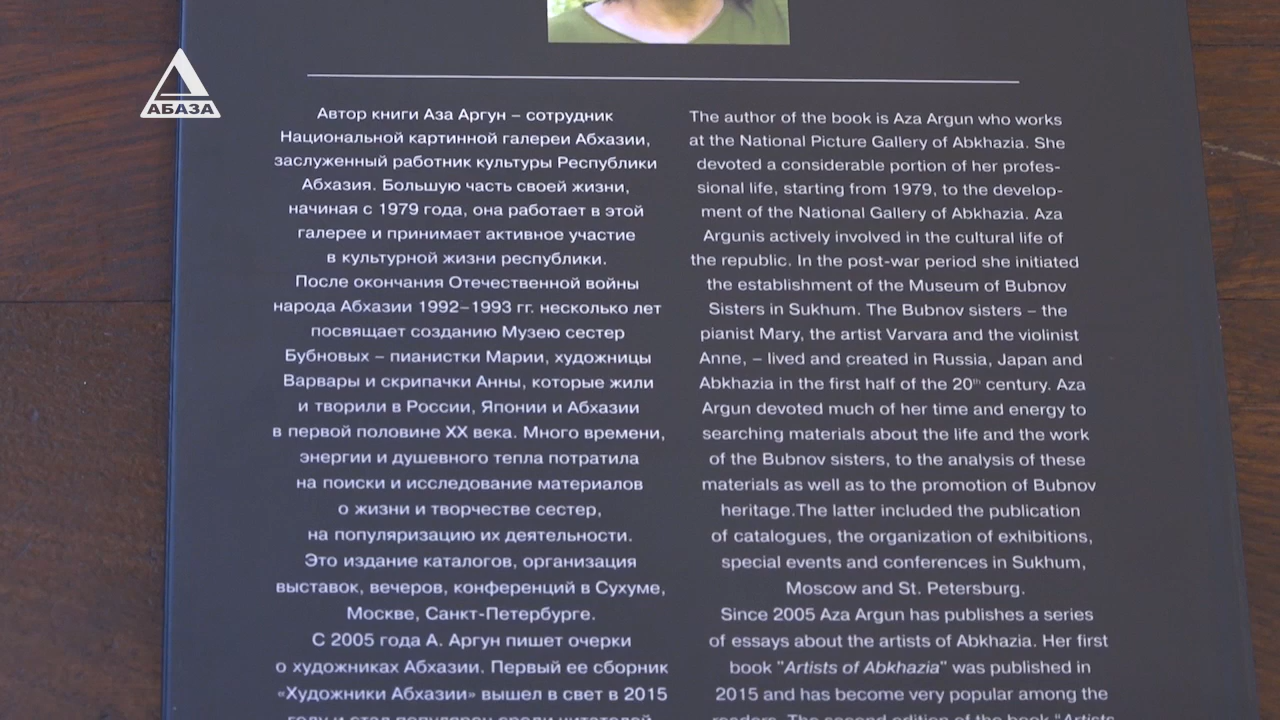 АБАЗА
Автор книги Аза Аргун – сотрудник
Национальной картинной галереи Абхазии,
заслуженный работник культуры Республики
Абхазия. Большую часть своей жизни,
начиная с 1979 года, она работает в этой
галерее и принимает активное участие
в культурной жизни республики.
После окончания Отечественной войны
народа Абхазии 1992–1993 гг. несколько лет
посвящает созданию Музею сестер
Бубновых – пианистки Марии, художницы
Варвары и скрипачки Анны, которые жили
и творили в России, Японии и Абхазии
в первой половине XX века. Много времени,
энергии и душевного тепла потратила
на поиски и исследование материалов
о жизни и творчестве сестер,
на популяризацию их деятельности.
Это издание каталогов, организация
выставок, вечеров, конференций в Сухуме,
Москве, Санкт-Петербурге.
С 2005 года А. Аргун пишет очерки
о художниках Абхазии. Первый ее сборник
«Художники Абхазии» вышел в свет в 2015
году и стал популярен среди читателей.
The author of the book is Aza Argun who works
at the National Picture Gallery of Abkhazia. She
devoted a considerable portion of her profes-
sional life, starting from 1979, to the develop-
ment of the National Gallery of Abkhazia. Aza
Argunis actively involved in the cultural life of
the republic. In the post-war period she initiated
the establishment of the Museum of Bubnov
Sisters in Sukhum. The Bubnov sisters – the
pianist Mary, the artist Varvara and the violinist
Anne, – lived and created in Russia, Japan and
Abkhazia in the first half of the 20th century. Aza
Argun devoted much of her time and energy to
searching materials about the life and the work
of the Bubnov sisters, to the analysis of these
materials as well as to the promotion of Bubnov
heritage.The latter included the publication
of catalogues, the organization of exhibitions,
special events and conferences in Sukhum,
Moscow and St. Petersburg.
Since 2005 Aza Argun has publishes a series
of essays about the artists of Abkhazia. Her first
book "Artists of Abkhazia" was published in
2015 and has become very popular among the
readers. The second edition of the book "Artists